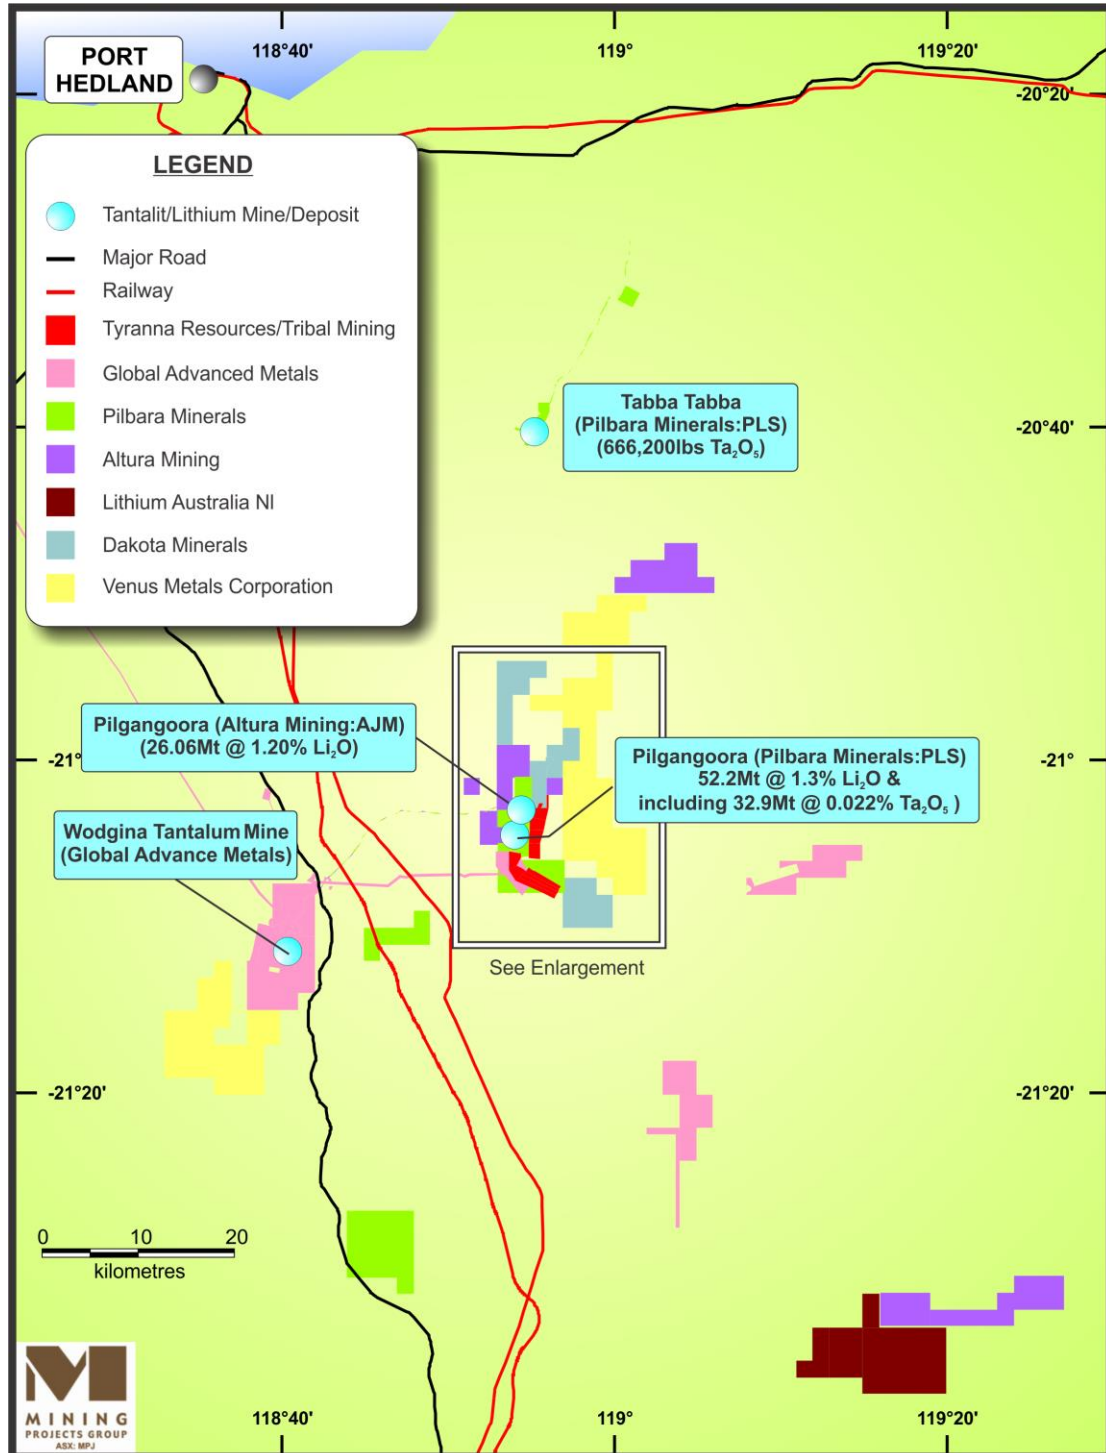 118°40'
119°
119°20'
PORT
HEDLAND
-20°20'
LEGEND
Tantalit/Lithium Mine/Deposit
Major Road
Railway
Tyranna Resources/Tribal Mining
Global Advanced Metals
Pilbara Minerals
Altura Mining
Lithium Australia Nl
Dakota Minerals
Venus Metals Corporation
Tabba Tabba
(Pilbara Minerals:PLS)
(666,200lbs Ta₂O₅)
-20°40'
Pilgangoora (Altura Mining:AJM)
(26.06Mt @ 1.20% Li₂O)
Pilgangoora (Pilbara Minerals:PLS)
52.2Mt @ 1.3% Li₂O &
including 32.9Mt @ 0.022% Ta₂O₅ )
-21°
-21°
Wodgina Tantalum Mine
(Global Advance Metals)
See Enlargement
-21°20'
-21°20'
0 10 20
kilometres
M
MINING
PROJECTS GROUP
ASX: MPJ
118°40'
119°
119°20'